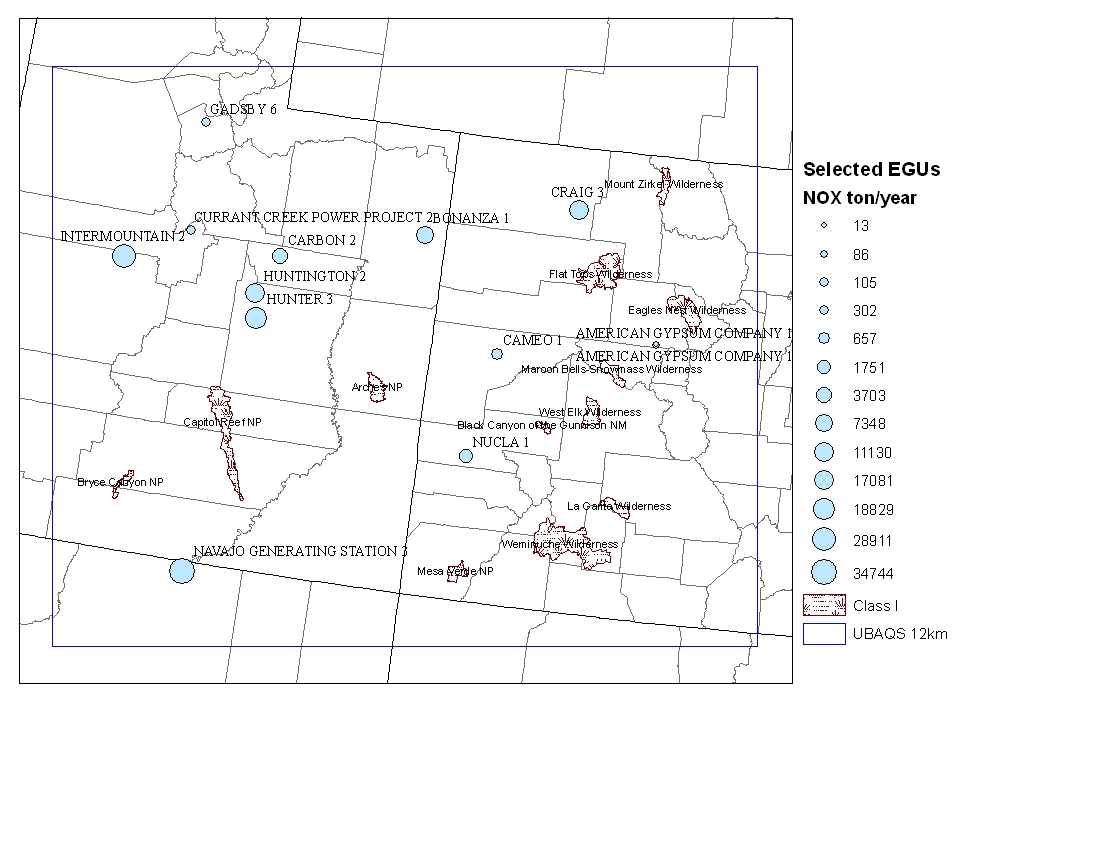 GADSBY 6
Mount Zirkel Wilderness
CRAIG 3
CURRANT CREEK POWER PROJECT 2
BONANZA 1
INTERMOUNTAIN 2
CARBON 2
HUNTINGTON 2
Flat Tops Wilderness
HUNTER 3
Eagles Nest Wilderness
AMERICAN GYPSUM COMPANY 1
CAMEO 1
AMERICAN GYPSUM COMPANY 1
Maroon Bells-Snowmass Wilderness
Arches NP
West Elk Wilderness
Capitol Reef NP
Black Canyon of the Gunnison NM
NUCLA 1
Bryce Canyon NP
La Garita Wilderness
Weminuche Wilderness
NAVAJO GENERATING STATION 3
Mesa Verde NP
Selected EGUs
NOX ton/year
13
86
105
302
657
1751
3703
7348
11130
17081
18829
28911
34744
Class I
UBAQS 12km